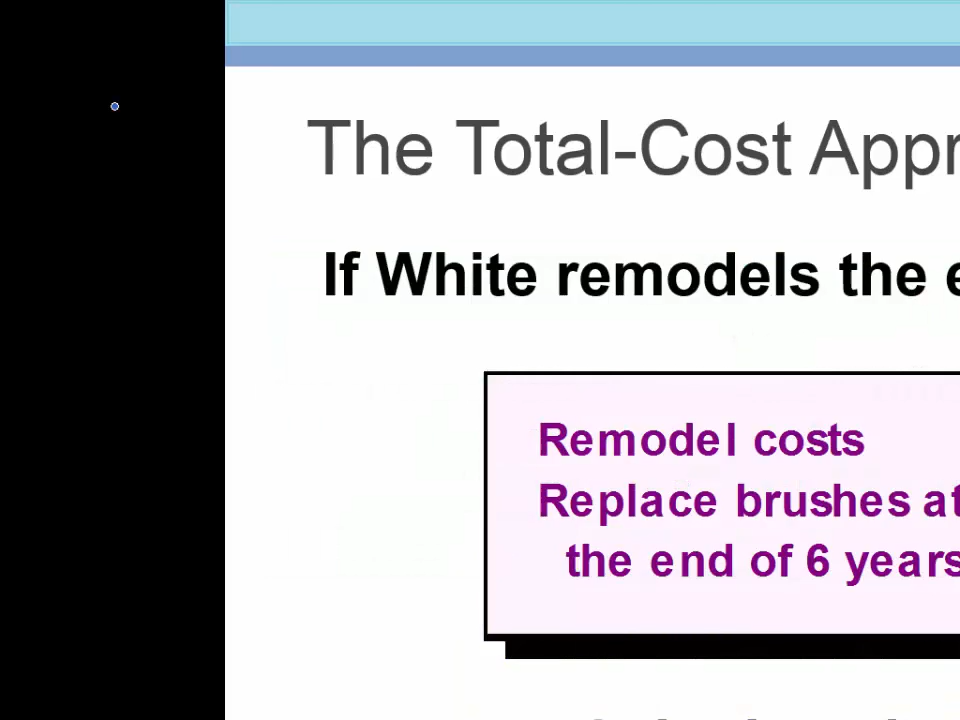 The Total-Cost Appr
If White remodels the e
Remodel costs
Replace brushes at
the end of 6 years